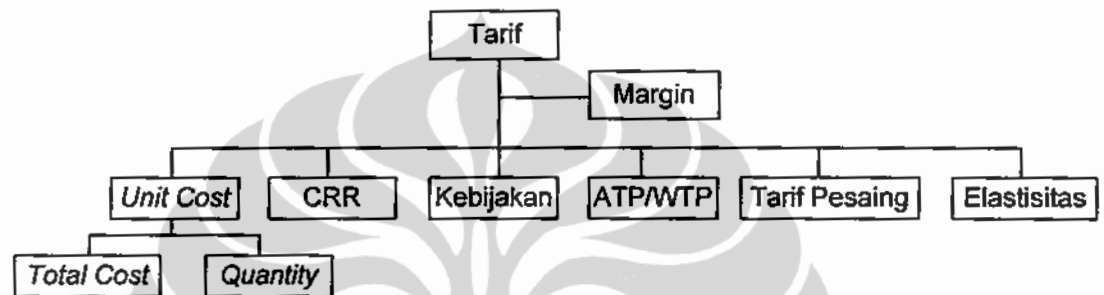 Tarif
Margin
Unit Cost
CRR
Kebijakan
ATP/WTP
Tarif Pesaing
Elastisitas
Total Cost
Quantity